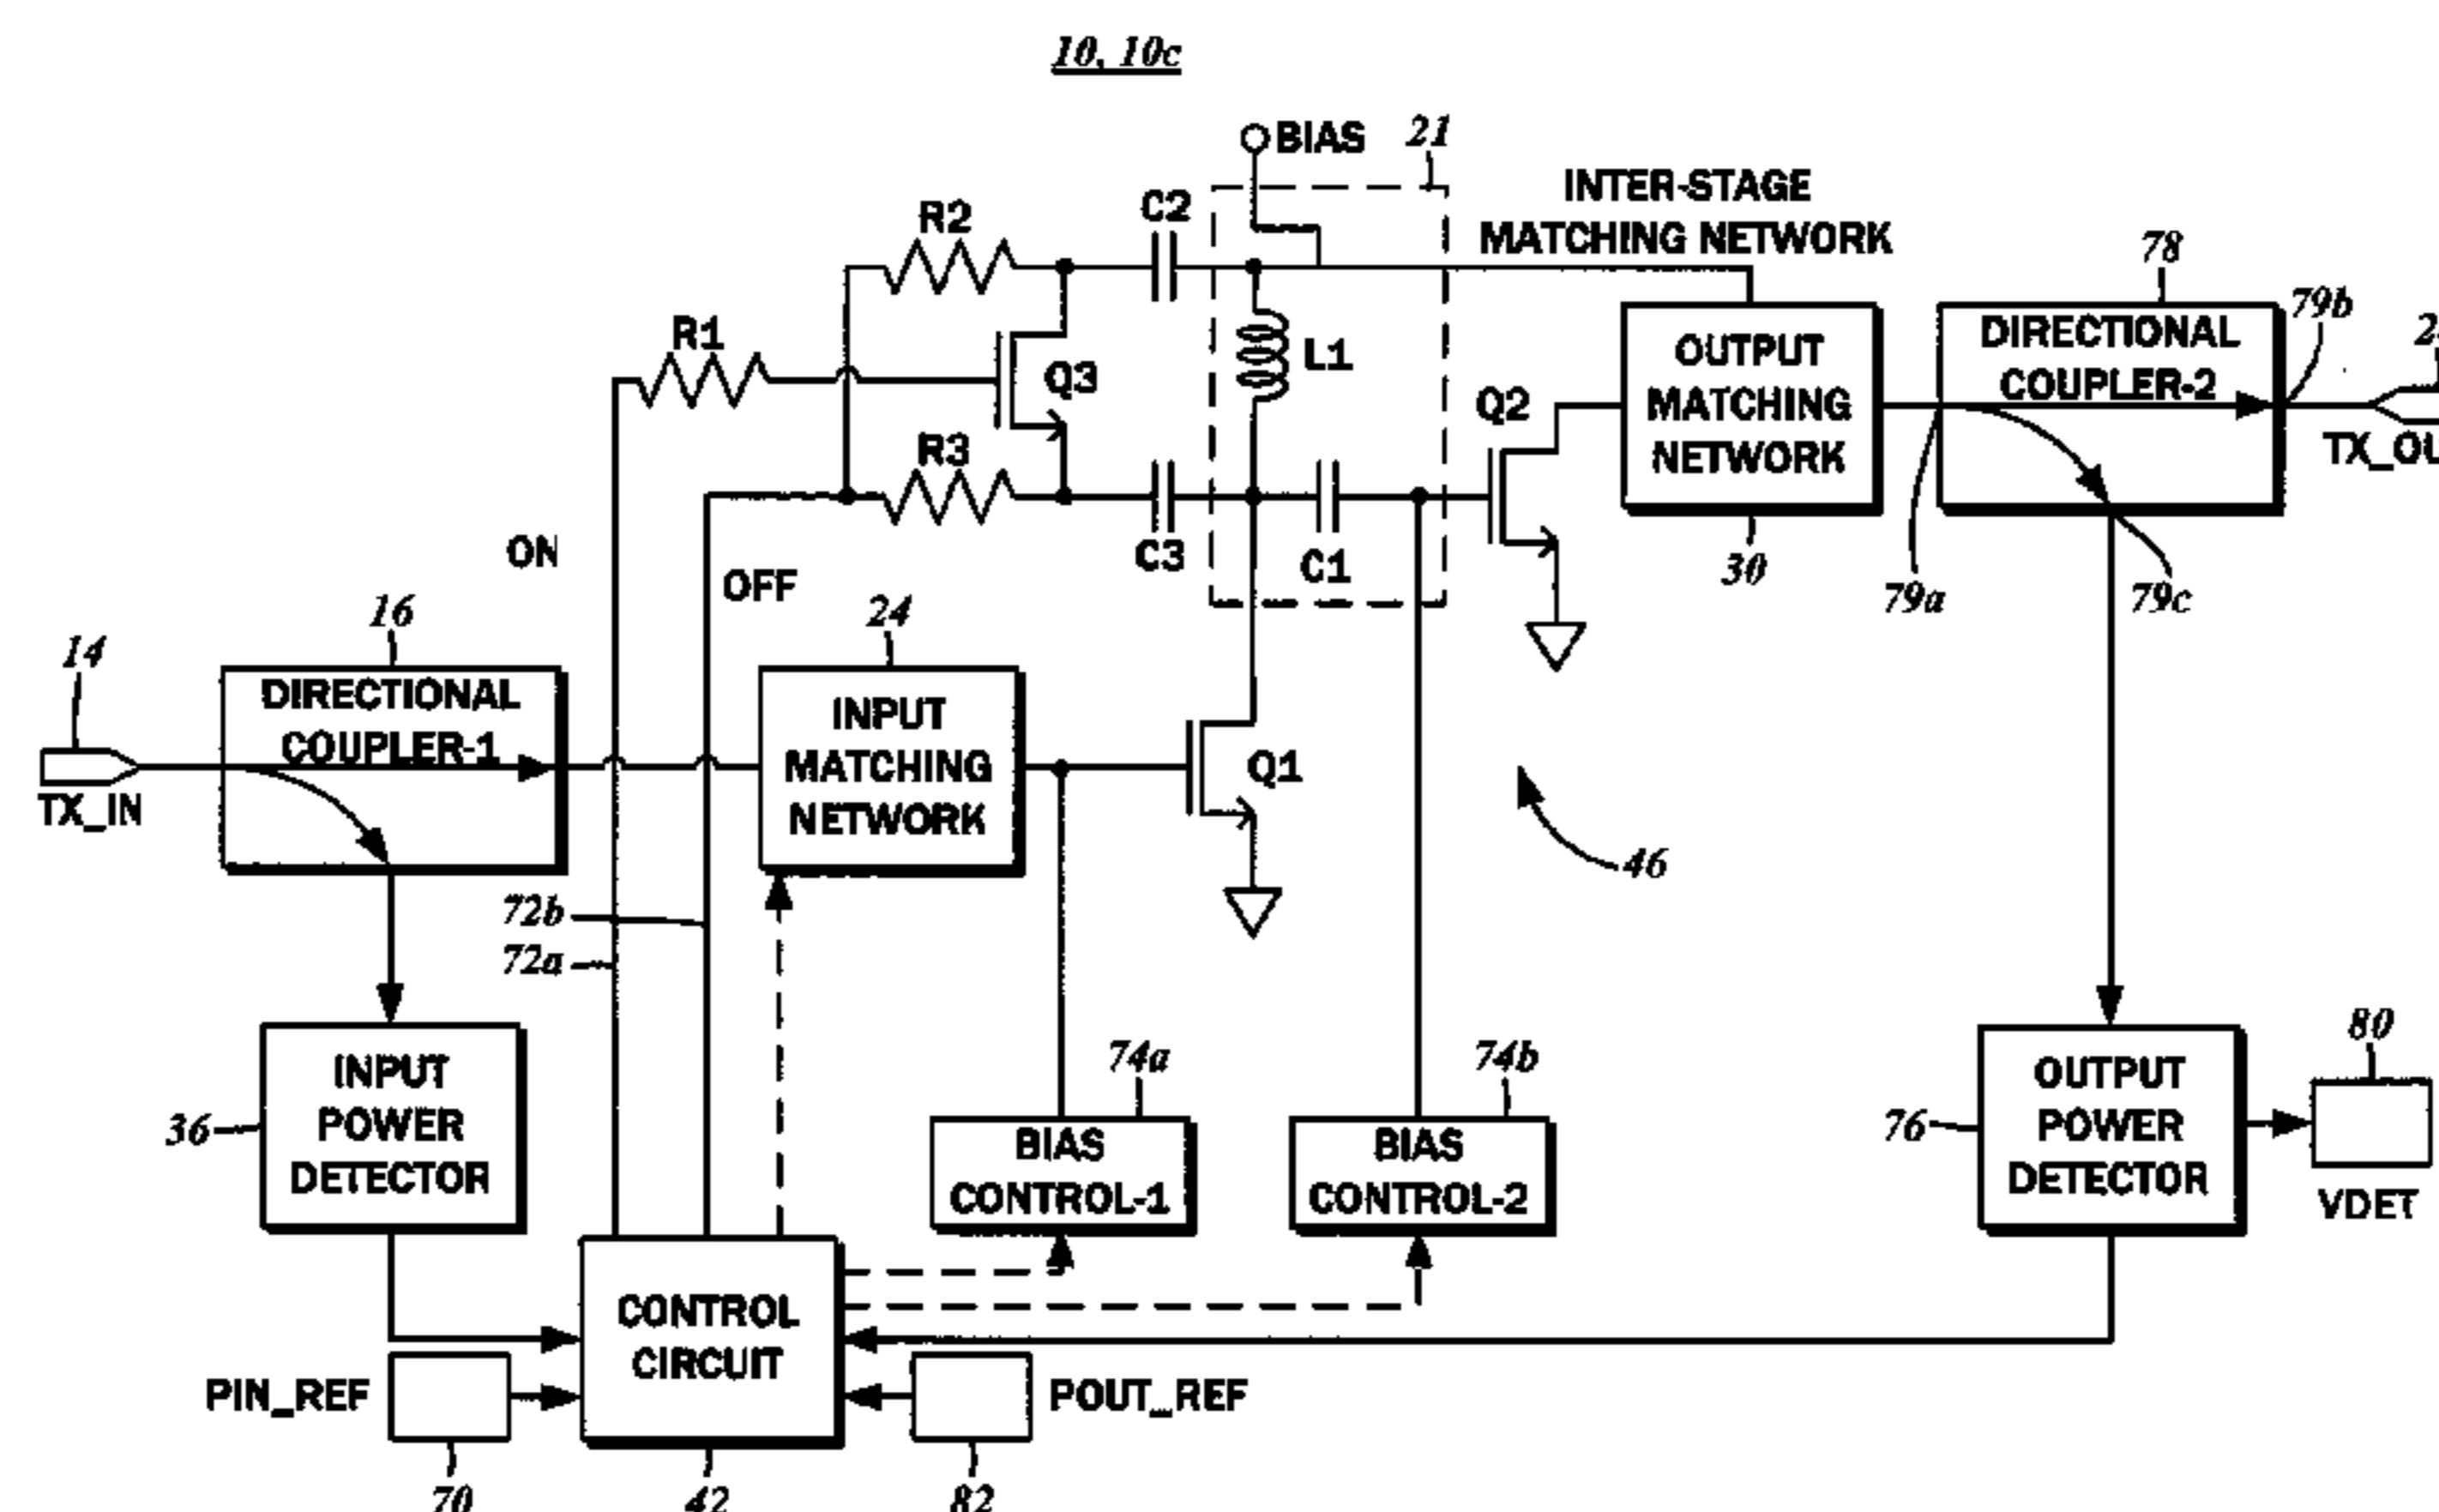 10, 10c
BIAS
21
C2
R2
INTER-STAGE
MATCHING NETWORK
78
79b
R1
Q3
L1
Q2
OUTPUT
MATCHING
NETWORK
DIRECTIONAL
COUPLER-2
R3
C3
C1
30
79a
79c
ON
OFF
16
24
14
DIRECTIONAL
COUPLER-1
INPUT
MATCHING
NETWORK
Q1
TX_IN
46
72b
72a
36
INPUT
POWER
DETECTOR
74a
74b
BIAS
CONTROL-1
BIAS
CONTROL-2
76
OUTPUT
POWER
DETECTOR
80
VDET
CONTROL
CIRCUIT
PIN_REF
POUT_REF
70
42
82